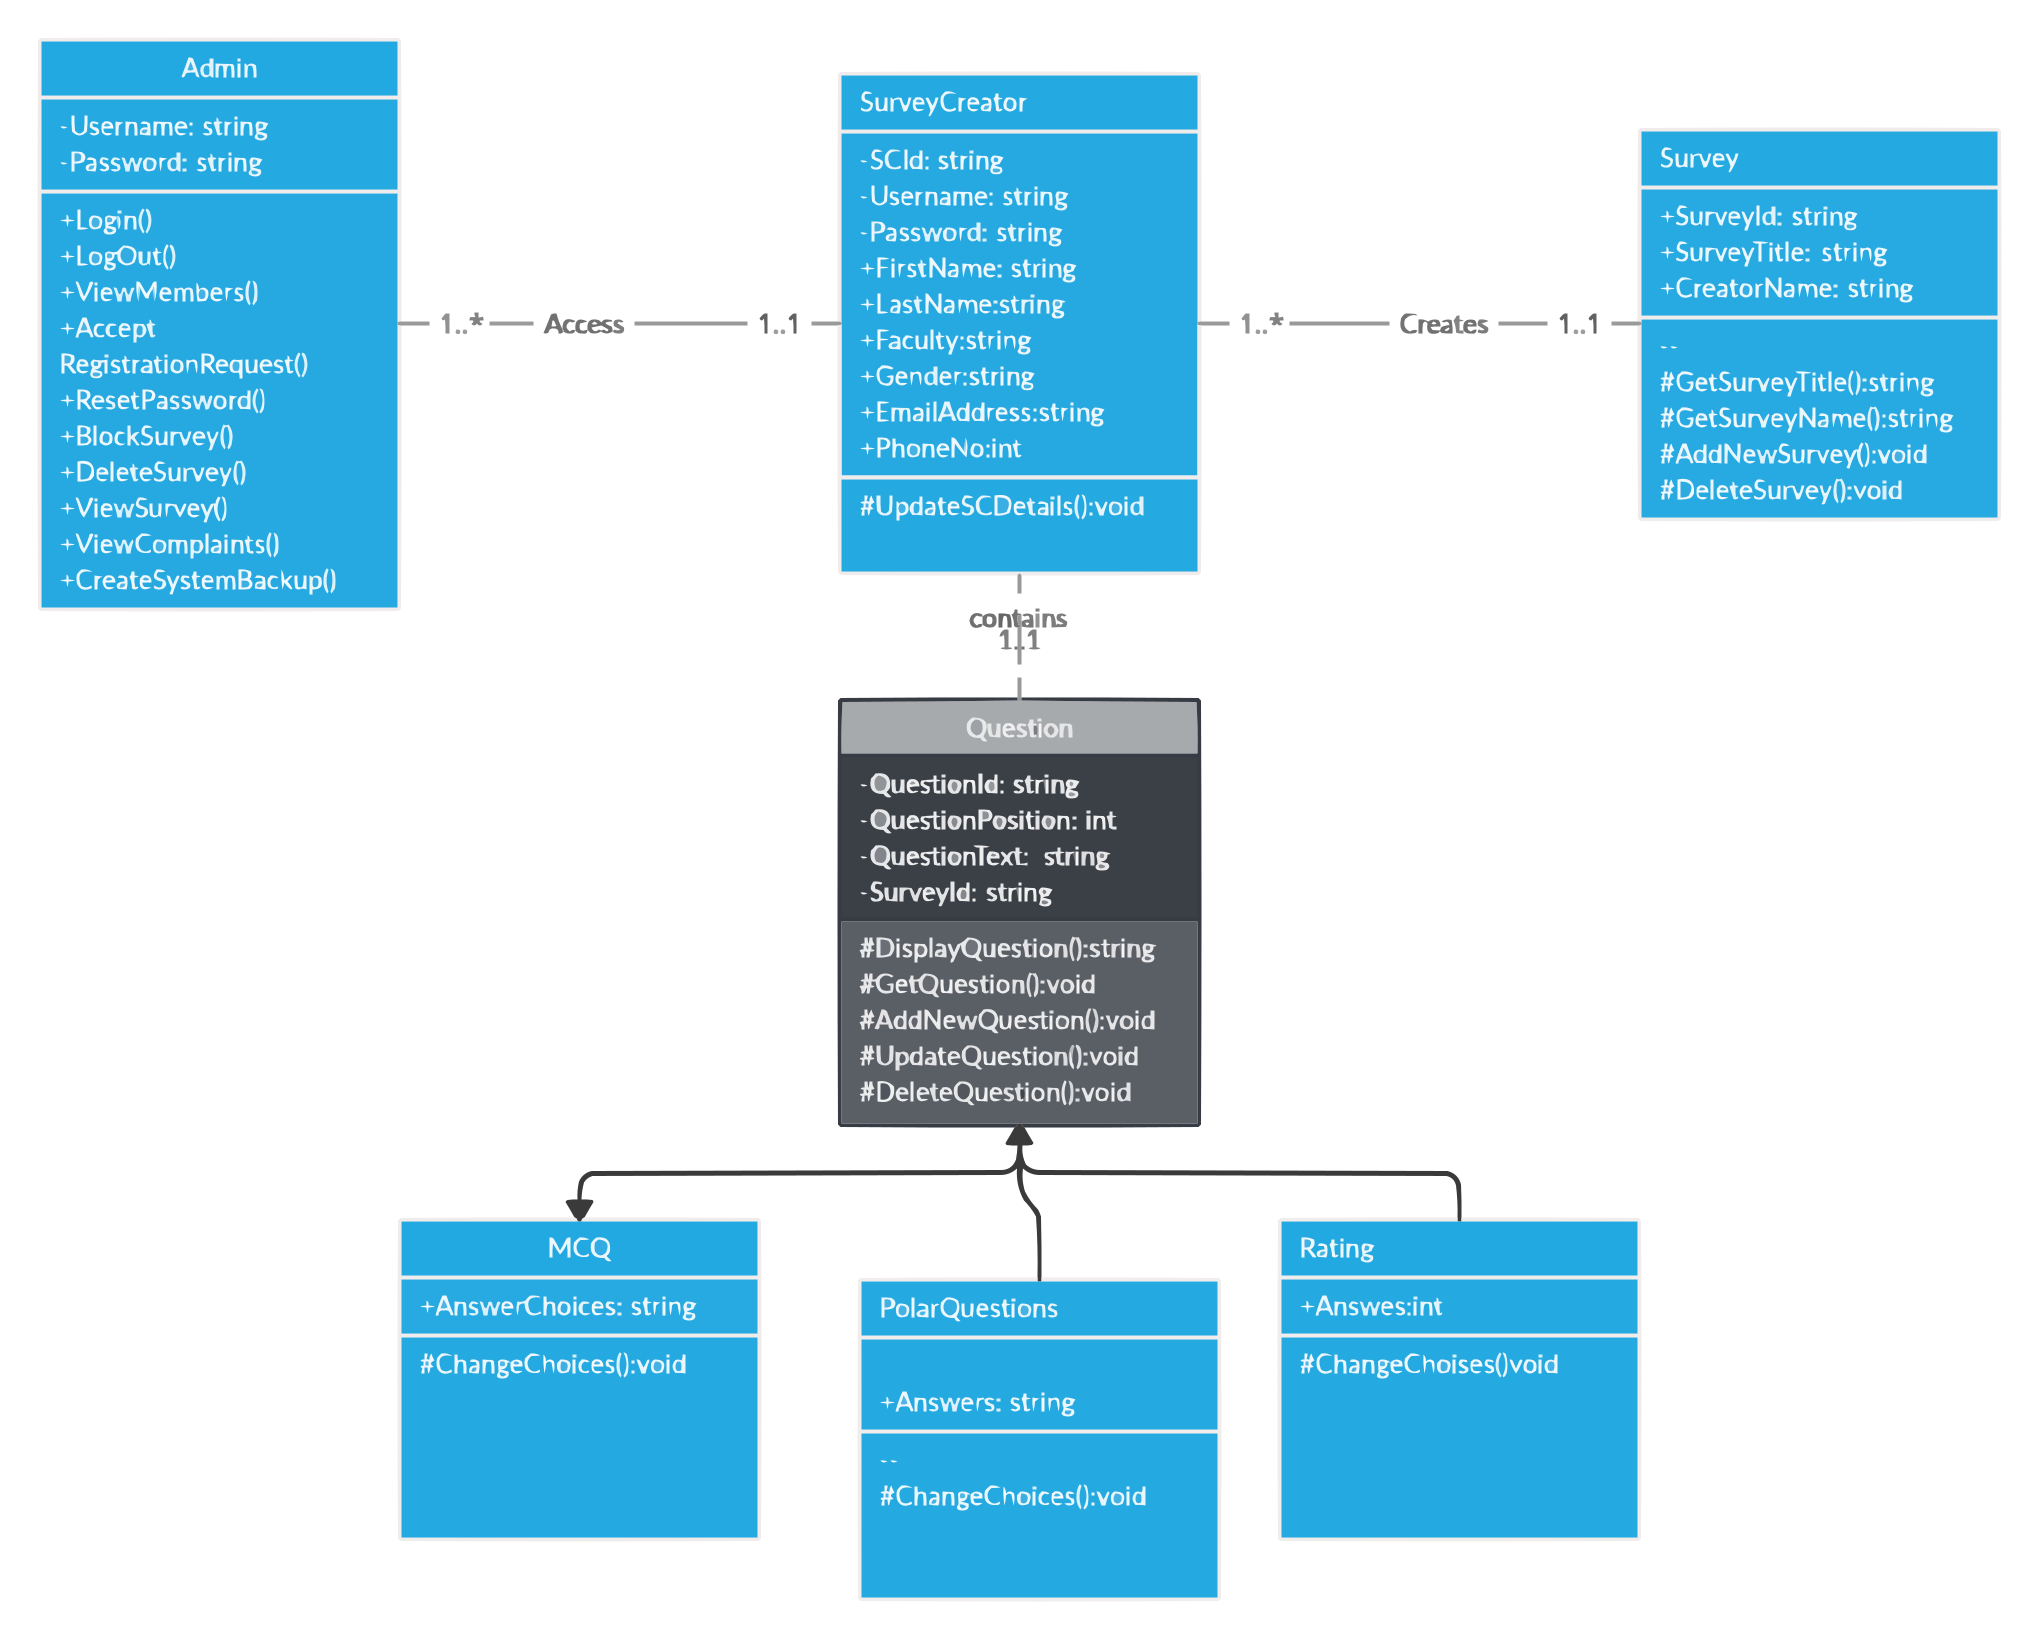 Admin
-Username: string
-Password: string
+Login()
+LogOut()
+ViewMembers()
+Accept
RegistrationRequest()
+ResetPassword()
+BlockSurvey()
+DeleteSurvey()
+ViewSurvey()
+ViewComplaints()
+CreateSystemBackup()
1..*
Access
1..1
SurveyCreator
-SCId: string
-Username: string
-Password: string
+FirstName: string
+LastName:string
+Faculty:string
+Gender:string
+EmailAddress:string
+PhoneNo:int
#UpdateSCDetails():void
1..*
Creates
1..1
Survey
+SurveyId: string
+SurveyTitle: string
+CreatorName: string
--
#GetSurveyTitle():string
#GetSurveyName():string
#AddNewSurvey():void
#DeleteSurvey():void
contains
1..1
Question
-QuestionId: string
-QuestionPosition: int
-QuestionText: string
-SurveyId: string
#DisplayQuestion():string
#GetQuestion():void
#AddNewQuestion():void
#UpdateQuestion():void
#DeleteQuestion():void
MCQ
+AnswerChoices: string
#ChangeChoices():void
PolarQuestions
+Answers: string
--
#ChangeChoices():void
Rating
+Answes:int
#ChangeChoises()void